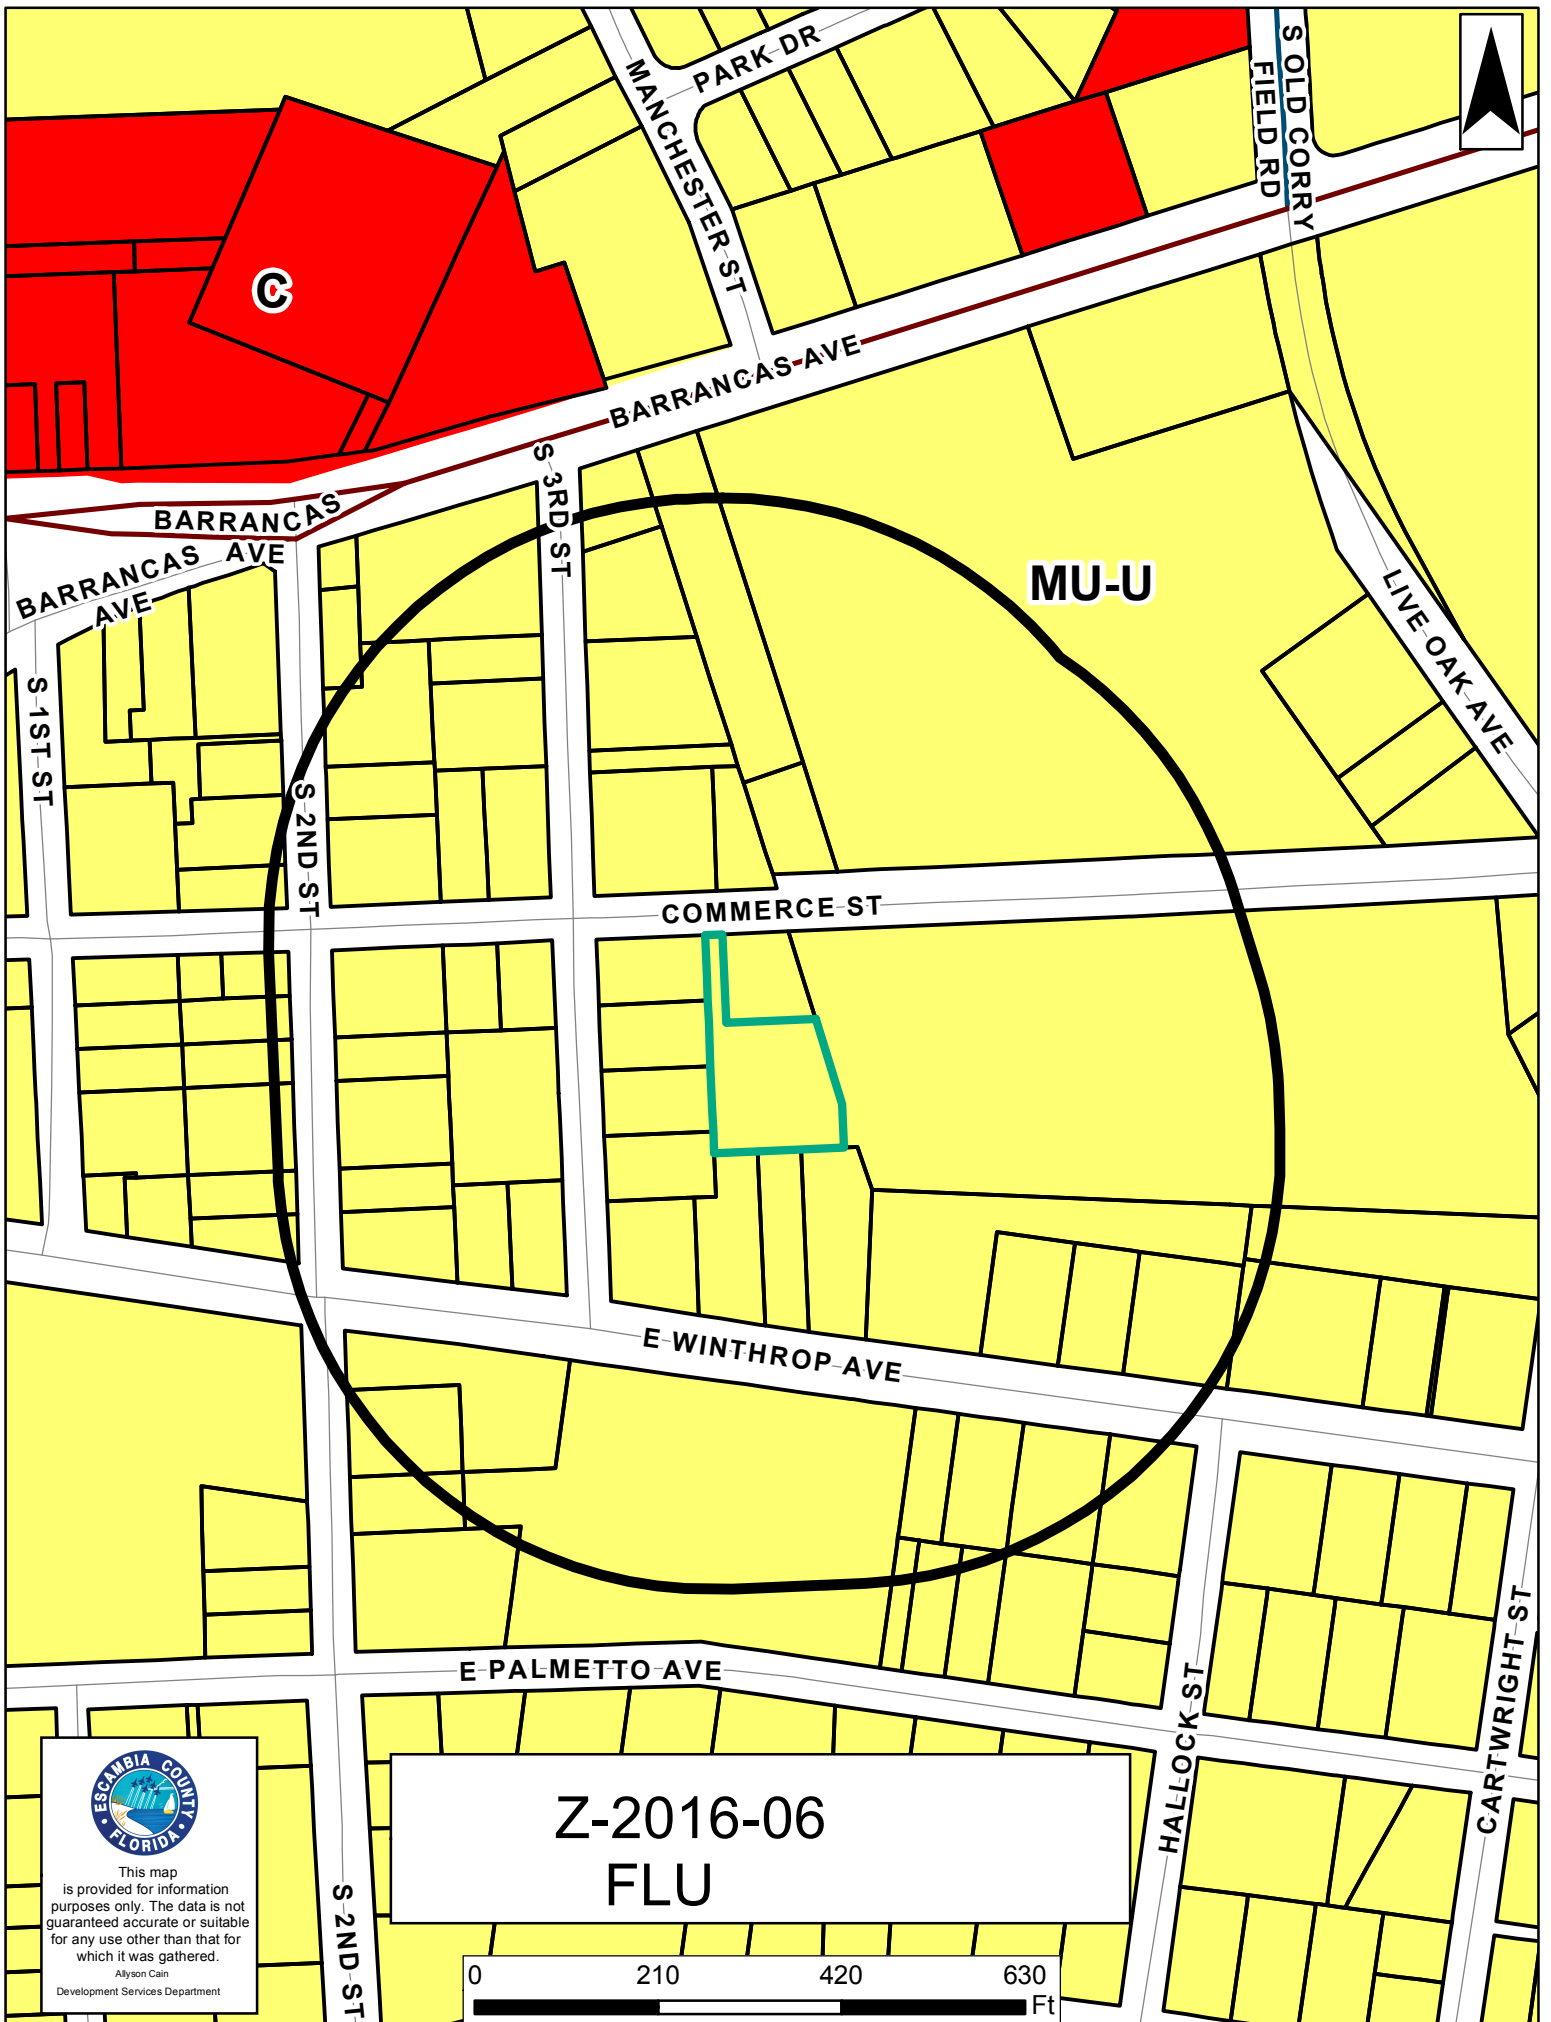 PARK DR
MANCHESTER ST
S OLD CORRY
FIELD RD
C
BARRANCAS AVE
S 3RD ST
BARRANCAS
AVE
BARRANCAS
AVE
MU-U
LIVE OAK AVE
S 1ST ST
S 2ND ST
COMMERCE ST
E WINTHROP AVE
E PALMETTO AVE
HALLOCK ST
CARTWRIGHT ST
S 2ND ST
ESCAMBIA COUNTY
FLORIDA
This map
is provided for information
purposes only. The data is not
guaranteed accurate or suitable
for any use other than that for
which it was gathered.
Allyson Cain
Development Services Department
Z-2016-06
FLU
0 210 420 630
Ft